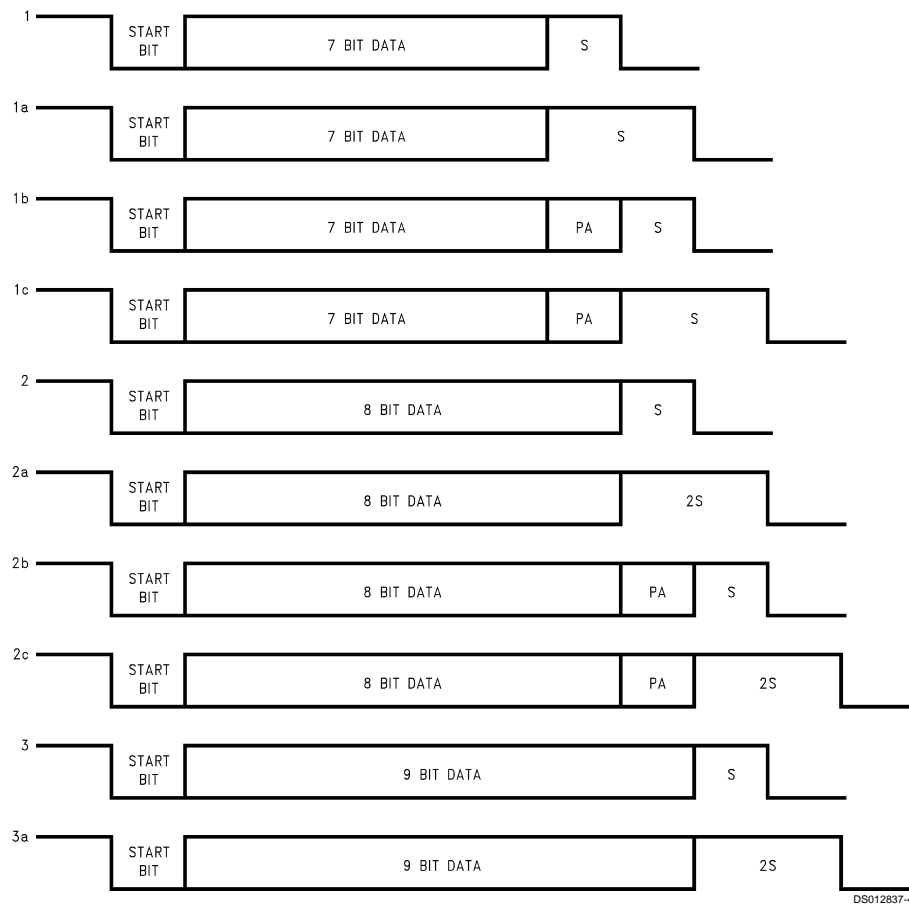 1 START BIT 7 BIT DATA S
1a START BIT 7 BIT DATA S
1b START BIT 7 BIT DATA PA S
1c START BIT 7 BIT DATA PA S
2 START BIT 8 BIT DATA S
2a START BIT 8 BIT DATA 2S
2b START BIT 8 BIT DATA PA S
2c START BIT 8 BIT DATA PA 2S
3 START BIT 9 BIT DATA S
3a START BIT 9 BIT DATA 2S
DS012837-4